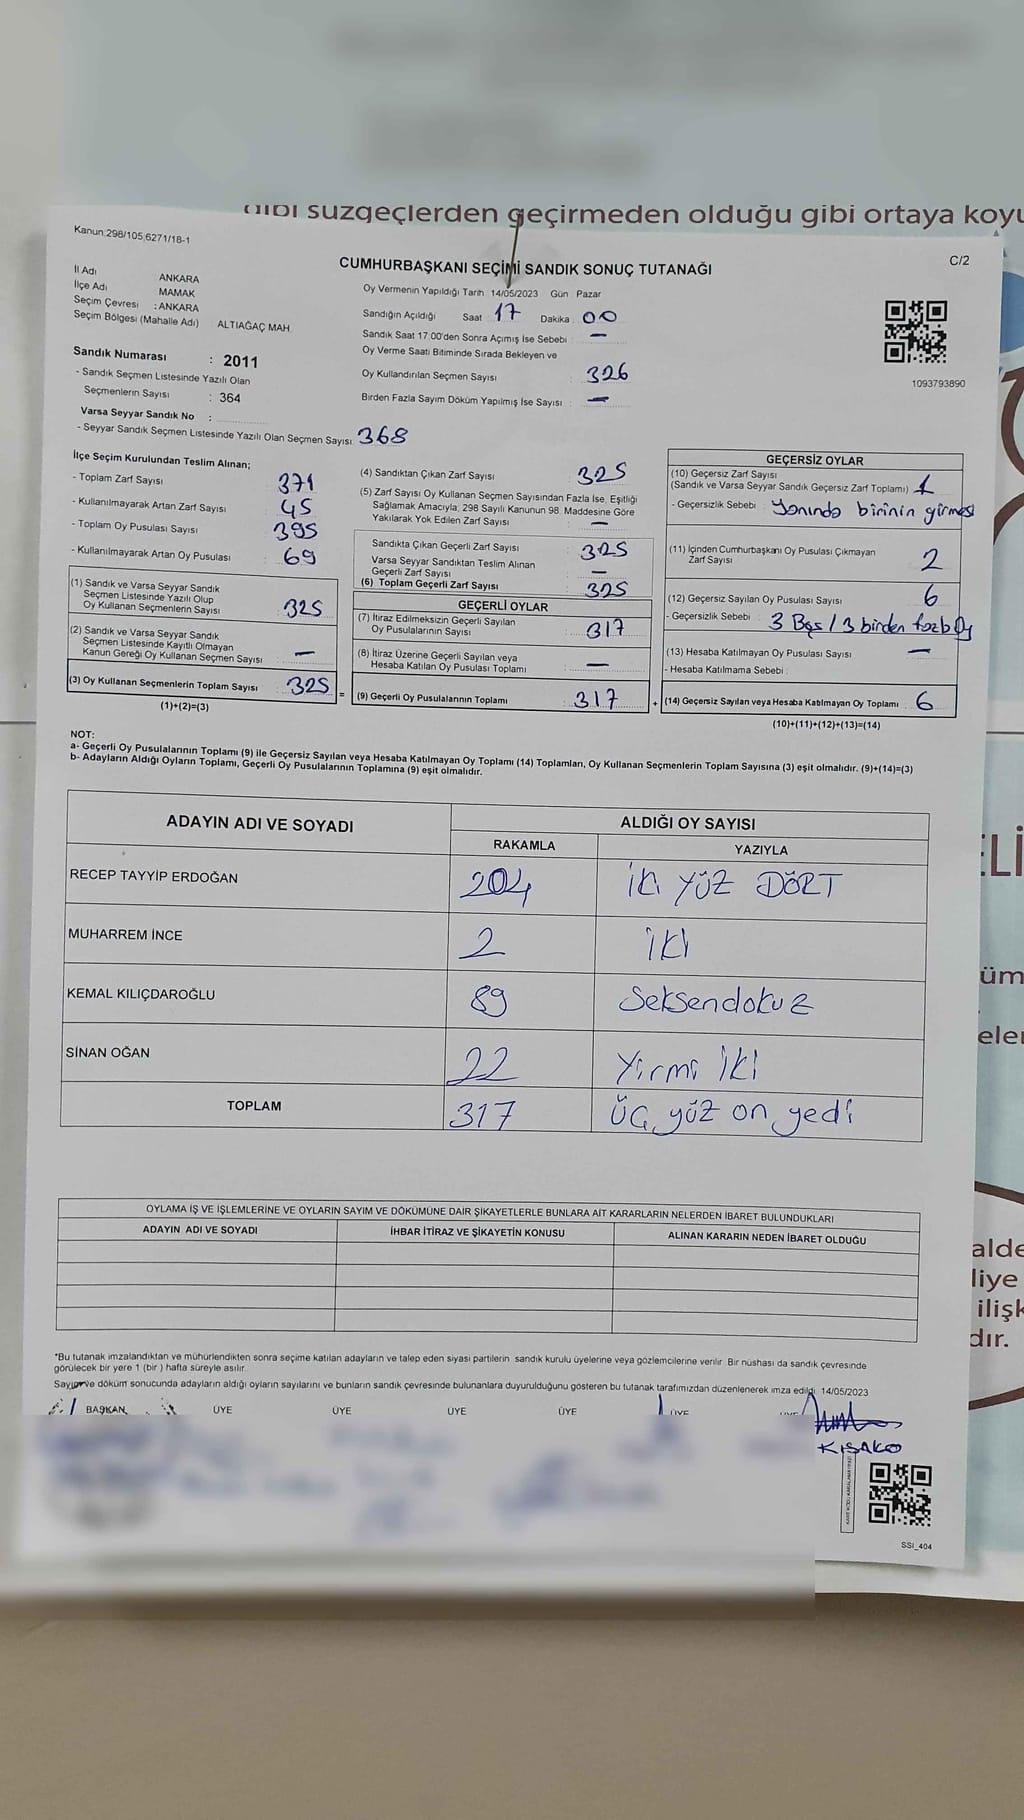 gibi süzgeçlerden geçirmeden olduğu gibi ortaya koyu
Kanun:298/105,6271/18-1
C/2
CUMHURBAŞKANI SEÇİMİ SANDIK SONUÇ TUTANAĞI
İl Adı ANKARA
İlçe Adı MAMAK
Seçim Çevresi : ANKARA
Seçim Bölgesi (Mahalle Adı) : ALTIAĞAÇ MAH.
Sandık Numarası : 2011
- Sandık Seçmen Listesinde Yazılı Olan
Seçmenlerin Sayısı : 364
Varsa Seyyar Sandık No :
- Seyyar Sandık Seçmen Listesinde Yazılı Olan Seçmen Sayısı: 368
Oy Vermenin Yapıldığı Tarih 14/05/2023 Gün Pazar
Sandığın Açıldığı Saat 17 Dakika 00
Sandık Saat 17:00'den Sonra Açımış İse Sebebi : —
Oy Verme Saati Bitiminde Sırada Bekleyen ve
Oy Kullandırılan Seçmen Sayısı : 326
Birden Fazla Sayım Döküm Yapılmış İse Sayısı : —
1093793890
İlçe Seçim Kurulundan Teslim Alınan;
- Toplam Zarf Sayısı : 371
- Kullanılmayarak Artan Zarf Sayısı : 45
- Toplam Oy Pusulası Sayısı : 395
- Kullanılmayarak Artan Oy Pusulası : 69
(1) Sandık ve Varsa Seyyar Sandık
Seçmen Listesinde Yazılı Olup
Oy Kullanan Seçmenlerin Sayısı : 325
(2) Sandık ve Varsa Seyyar Sandık
Seçmen Listesinde Kayıtlı Olmayan
Kanun Gereği Oy Kullanan Seçmen Sayısı : —
(3) Oy Kullanan Seçmenlerin Toplam Sayısı : 325 =
(1)+(2)=(3)
(4) Sandıktan Çıkan Zarf Sayısı : 325
(5) Zarf Sayısı Oy Kullanan Seçmen Sayısından Fazla İse, Eşitliği
Sağlamak Amacıyla; 298 Sayılı Kanunun 98. Maddesine Göre
Yakılarak Yok Edilen Zarf Sayısı : —
Sandıkta Çıkan Geçerli Zarf Sayısı : 325
Varsa Seyyar Sandıktan Teslim Alınan
Geçerli Zarf Sayısı : —
(6) Toplam Geçerli Zarf Sayısı : 325
GEÇERLİ OYLAR
(7) İtiraz Edilmeksizin Geçerli Sayılan
Oy Pusulalarının Sayısı : 317
(8) İtiraz Üzerine Geçerli Sayılan veya
Hesaba Katılan Oy Pusulası Toplamı : —
(9) Geçerli Oy Pusulalarının Toplamı : 317 +
GEÇERSİZ OYLAR
(10) Geçersiz Zarf Sayısı
(Sandık ve Varsa Seyyar Sandık Geçersiz Zarf Toplamı) : 1
- Geçersizlik Sebebi : Yanında birinin girmesi
(11) İçinden Cumhurbaşkanı Oy Pusulası Çıkmayan
Zarf Sayısı : 2
(12) Geçersiz Sayılan Oy Pusulası Sayısı : 6
- Geçersizlik Sebebi : 3 Boş / 3 birden fazla Oy
(13) Hesaba Katılmayan Oy Pusulası Sayısı : —
- Hesaba Katılmama Sebebi :
(14) Geçersiz Sayılan veya Hesaba Katılmayan Oy Toplamı : 6
(10)+(11)+(12)+(13)=(14)
NOT:
a- Geçerli Oy Pusulalarının Toplamı (9) ile Geçersiz Sayılan veya Hesaba Katılmayan Oy Toplamı (14) Toplamları, Oy Kullanan Seçmenlerin Toplam Sayısına (3) eşit olmalıdır. (9)+(14)=(3)
b- Adayların Aldığı Oyların Toplamı, Geçerli Oy Pusulalarının Toplamına (9) eşit olmalıdır.
ADAYIN ADI VE SOYADI ALDIĞI OY SAYISI
RAKAMLA YAZIYLA
RECEP TAYYİP ERDOĞAN 204 İKİ YÜZ DÖRT
MUHARREM İNCE 2 İKİ
KEMAL KILIÇDAROĞLU 89 Seksendokuz
SİNAN OĞAN 22 Yirmi İKİ
TOPLAM 317 üç yüz on yedi
OYLAMA İŞ VE İŞLEMLERİNE VE OYLARIN SAYIM VE DÖKÜMÜNE DAİR ŞİKAYETLERLE BUNLARA AİT KARARLARIN NELERDEN İBARET BULUNDUKLARI
ADAYIN ADI VE SOYADI İHBAR İTİRAZ VE ŞİKAYETİN KONUSU ALINAN KARARIN NEDEN İBARET OLDUĞU
*Bu tutanak imzalandıktan ve mühürlendikten sonra seçime katılan adayların ve talep eden siyasi partilerin sandık kurulu üyelerine veya gözlemcilerine verilir. Bir nüshası da sandık çevresinde
görülecek bir yere 1 (bir) hafta süreyle asılır.
Sayım ve döküm sonucunda adayların aldığı oyların sayılarını ve bunların sandık çevresinde bulunanlara duyurulduğunu gösteren bu tutanak tarafımızdan düzenlenerek imza edildi. 14/05/2023
BAŞKAN ÜYE ÜYE ÜYE ÜYE ÜYE
KISAKO
SSI_404
ELİ
üm
eler
alde
liye
ilişk
dır.